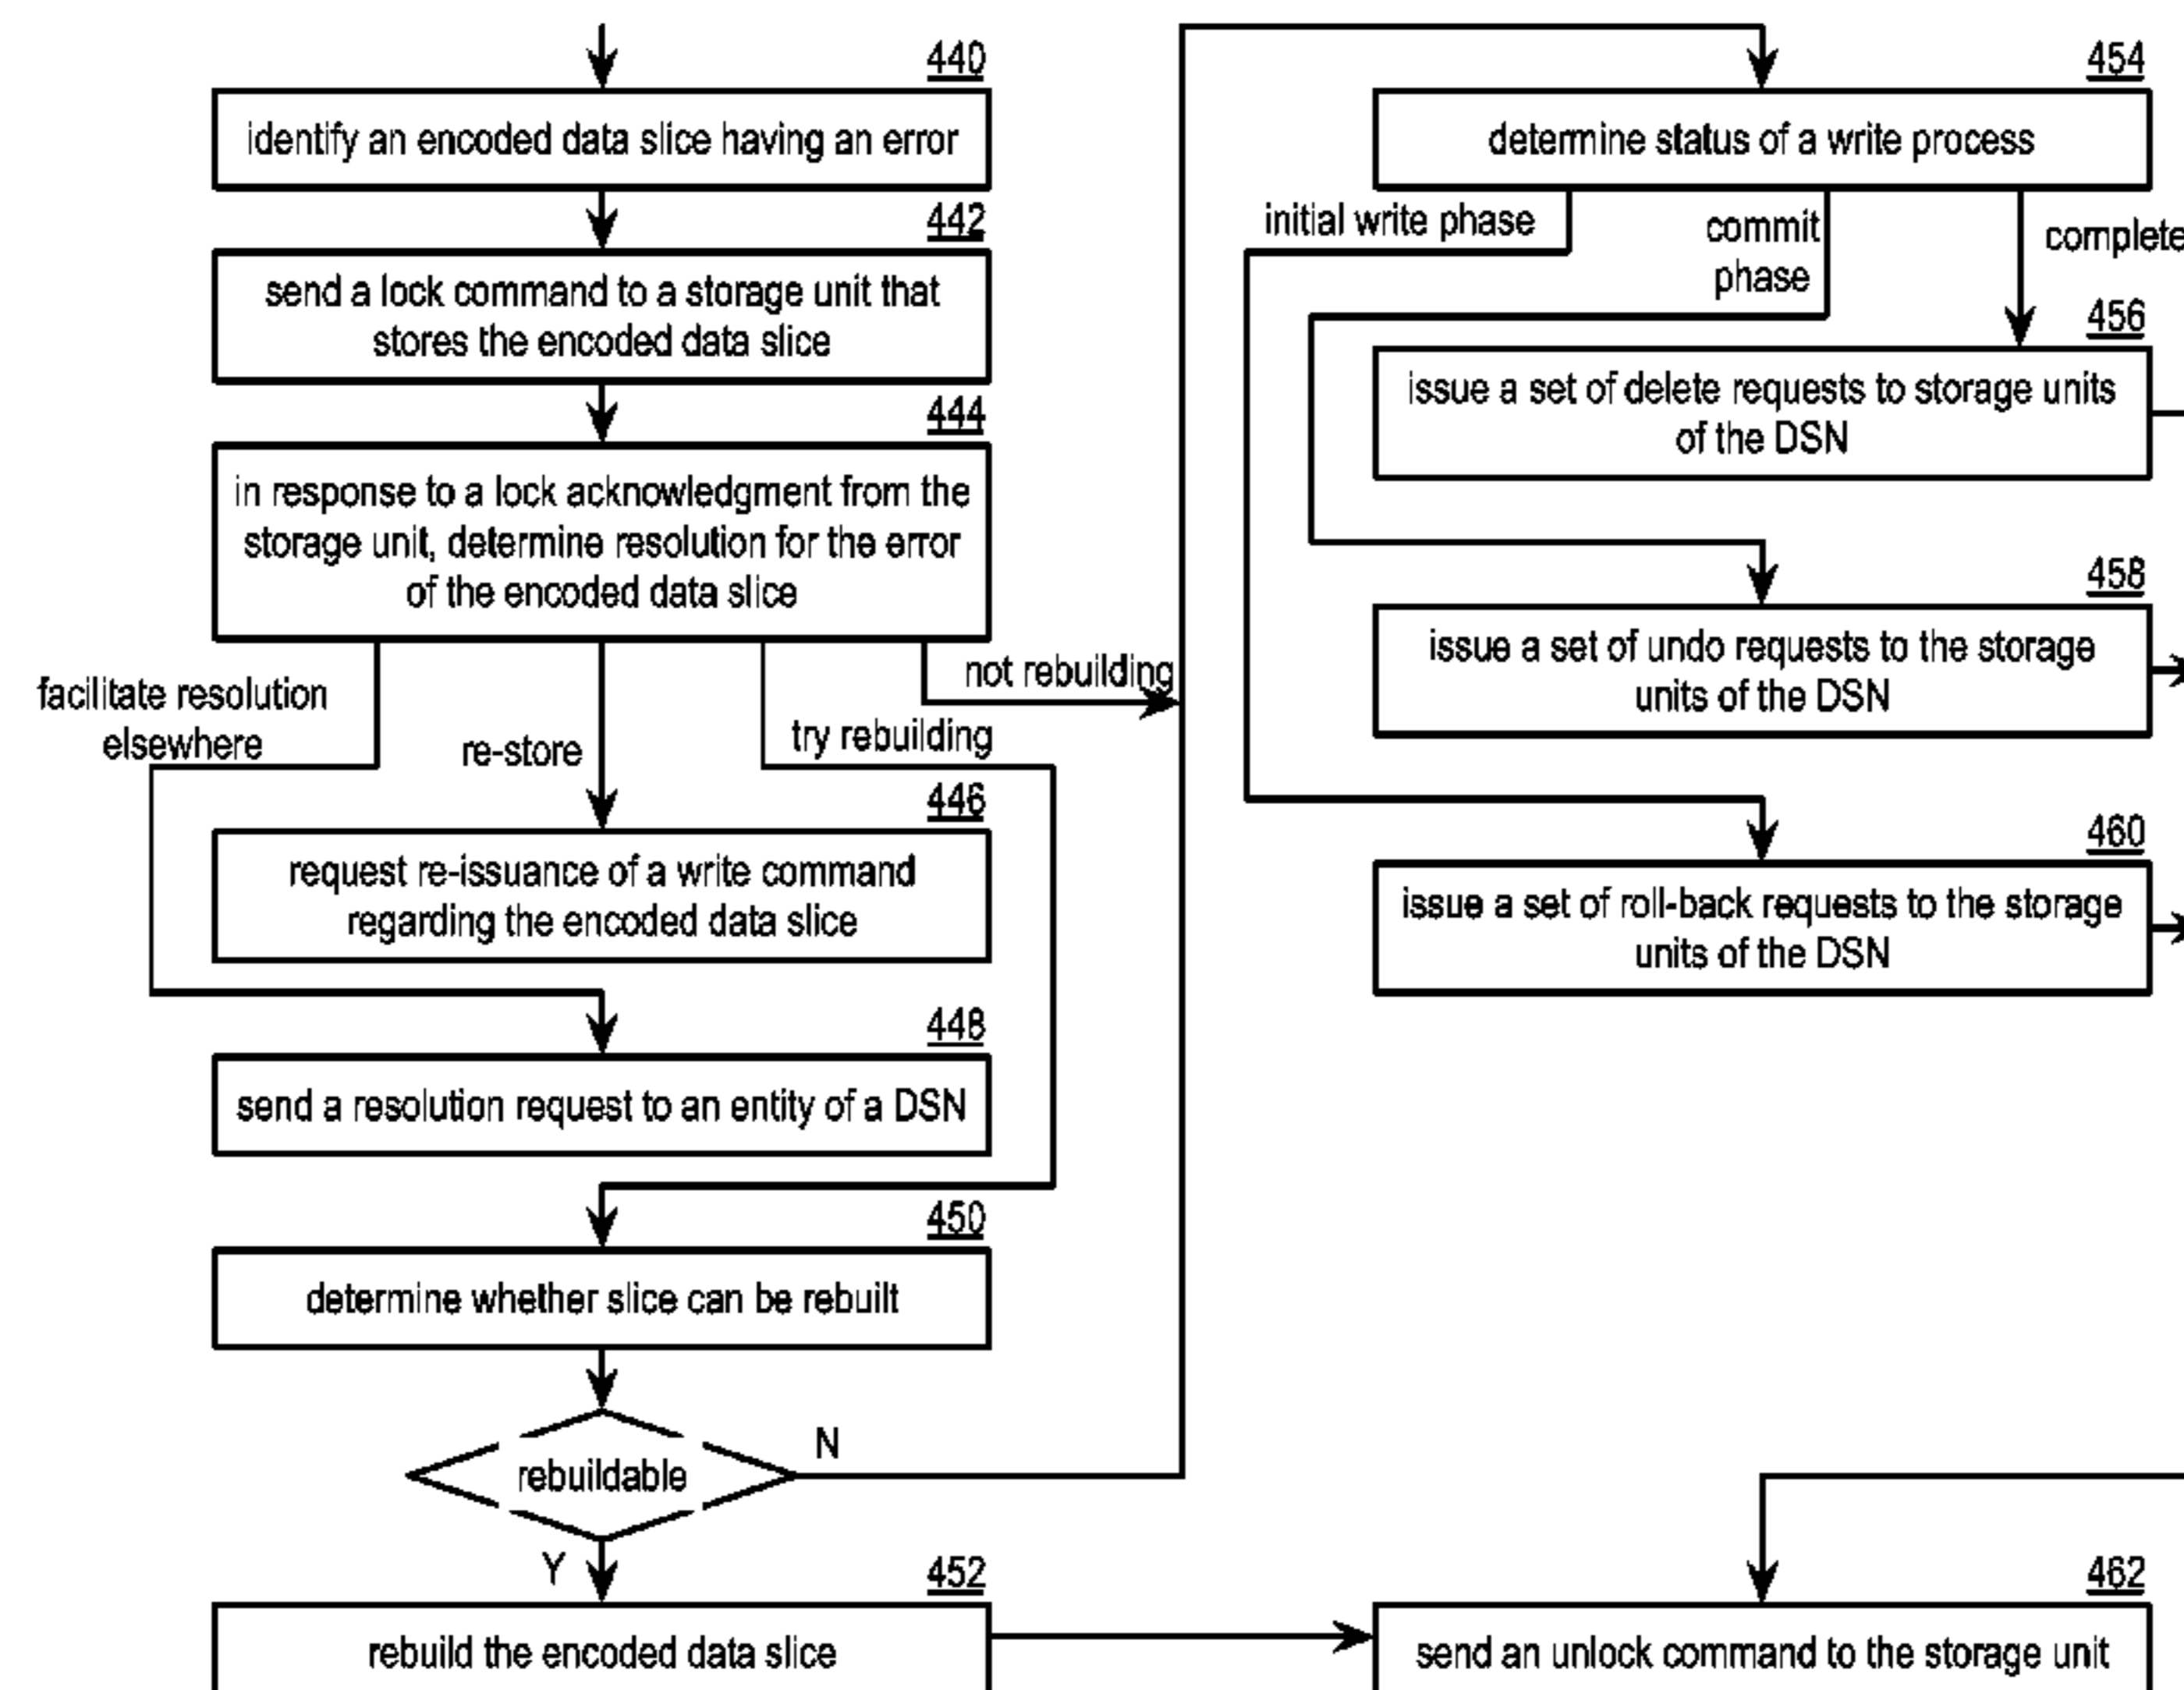 440
identify an encoded data slice having an error
442
send a lock command to a storage unit that
stores the encoded data slice
444
in response to a lock acknowledgment from the
storage unit, determine resolution for the error
of the encoded data slice
facilitate resolution
elsewhere
re-store
try rebuilding
not rebuilding
446
request re-issuance of a write command
regarding the encoded data slice
448
send a resolution request to an entity of a DSN
450
determine whether slice can be rebuilt
rebuildable
N
Y
452
rebuild the encoded data slice
454
determine status of a write process
initial write phase
commit
phase
complete
456
issue a set of delete requests to storage units
of the DSN
458
issue a set of undo requests to the storage
units of the DSN
460
issue a set of roll-back requests to the storage
units of the DSN
462
send an unlock command to the storage unit